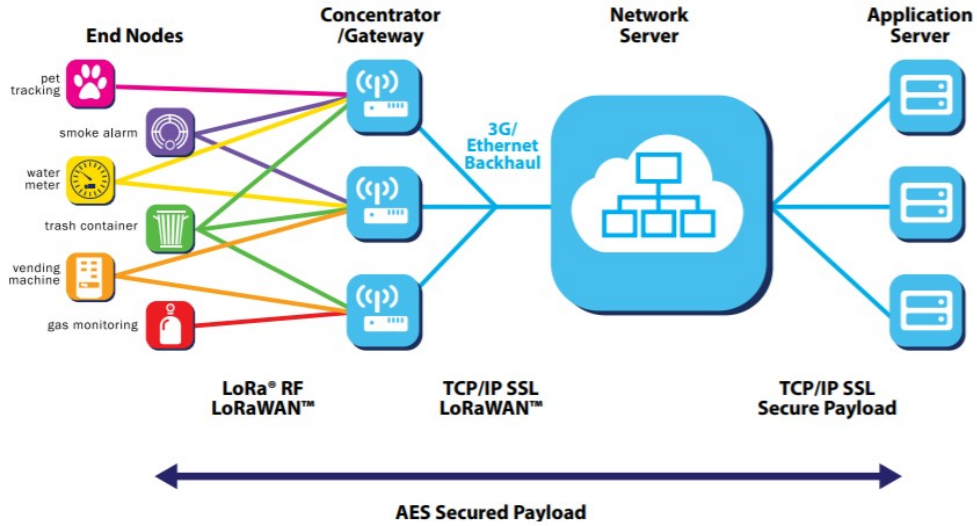 End Nodes
Concentrator
/Gateway
Network
Server
Application
Server
pet
tracking
smoke alarm
water
meter
trash container
vending
machine
gas monitoring
3G/
Ethernet
Backhaul
LoRa® RF
LoRaWAN™
TCP/IP SSL
LoRaWAN™
TCP/IP SSL
Secure Payload
AES Secured Payload